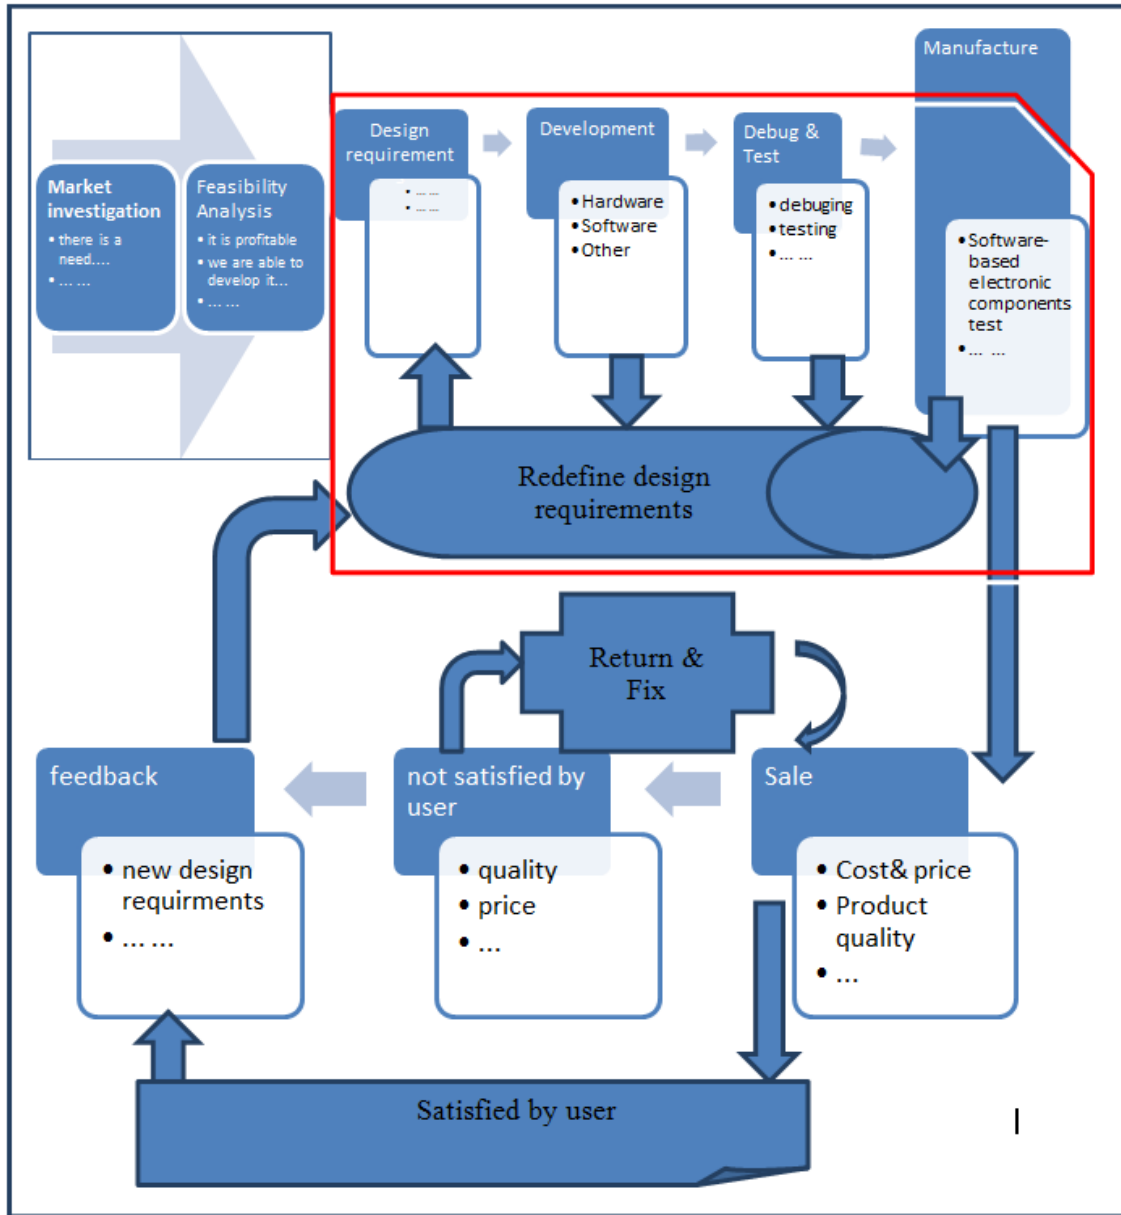 Manufacture
Market
investigation
• there is a
need....
• ... ...
Feasibility
Analysis
• it is profitable
• we are able to
develop it...
• ... ...
Design
requirement
• ... ...
• ... ...
Development
• Hardware
• Software
• Other
Debug &
Test
• debuging
• testing
• ... ...
• Software-
based
electronic
components
test
• ... ...
Redefine design
requirements
Return &
Fix
feedback
• new design
requirments
• ... ...
not satisfied by
user
• quality
• price
• ...
Sale
• Cost& price
• Product
quality
• ...
Satisfied by user